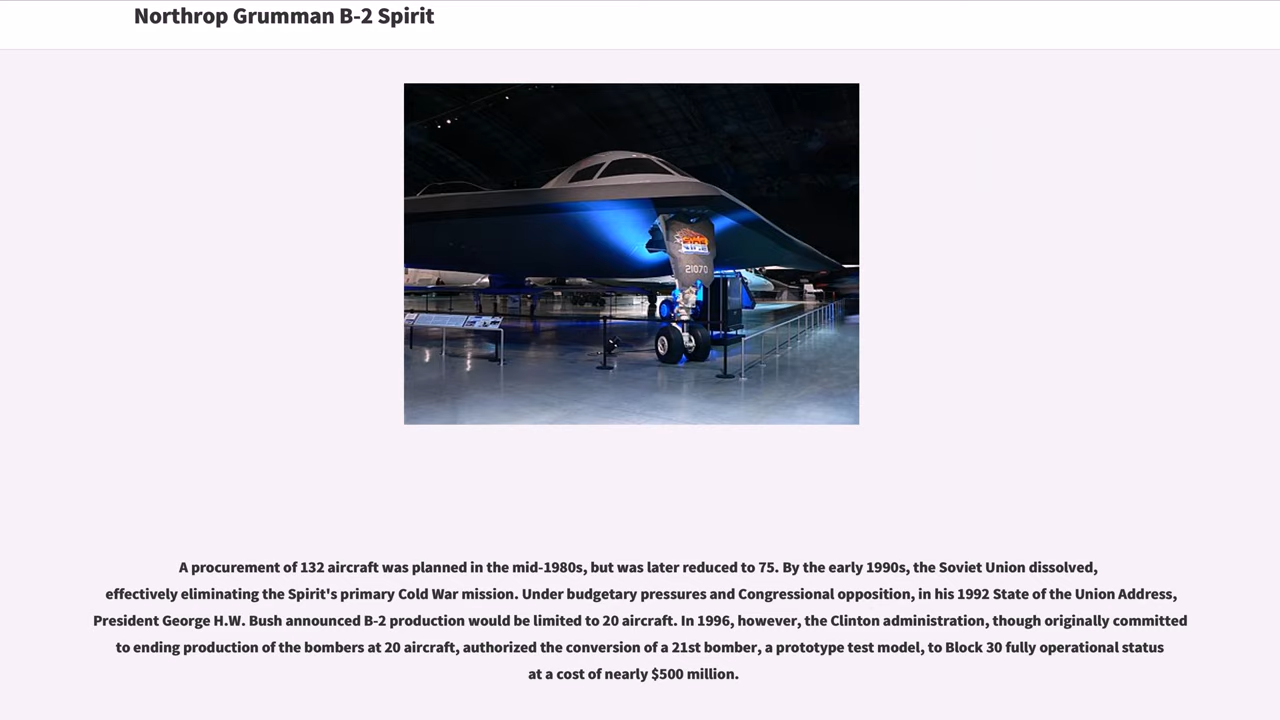 Northrop Grumman B-2 Spirit
21070
A procurement of 132 aircraft was planned in the mid-1980s, but was later reduced to 75. By the early 1990s, the Soviet Union dissolved,
effectively eliminating the Spirit's primary Cold War mission. Under budgetary pressures and Congressional opposition, in his 1992 State of the Union Address,
President George H.W. Bush announced B-2 production would be limited to 20 aircraft. In 1996, however, the Clinton administration, though originally committed
to ending production of the bombers at 20 aircraft, authorized the conversion of a 21st bomber, a prototype test model, to Block 30 fully operational status
at a cost of nearly $500 million.